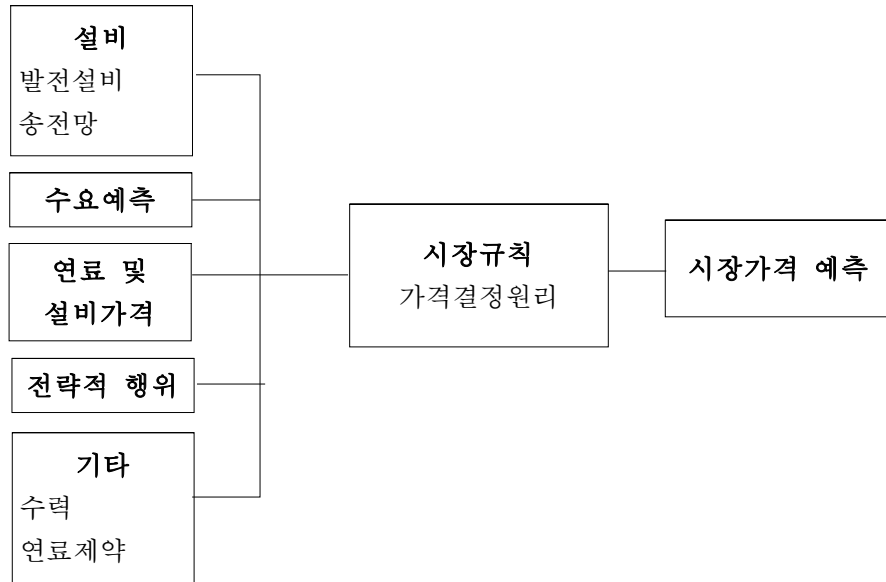 설비
발전설비
송전망
수요예측
연료 및
설비가격
전략적 행위
기타
수력
연료제약
시장규칙
가격결정원리
시장가격 예측